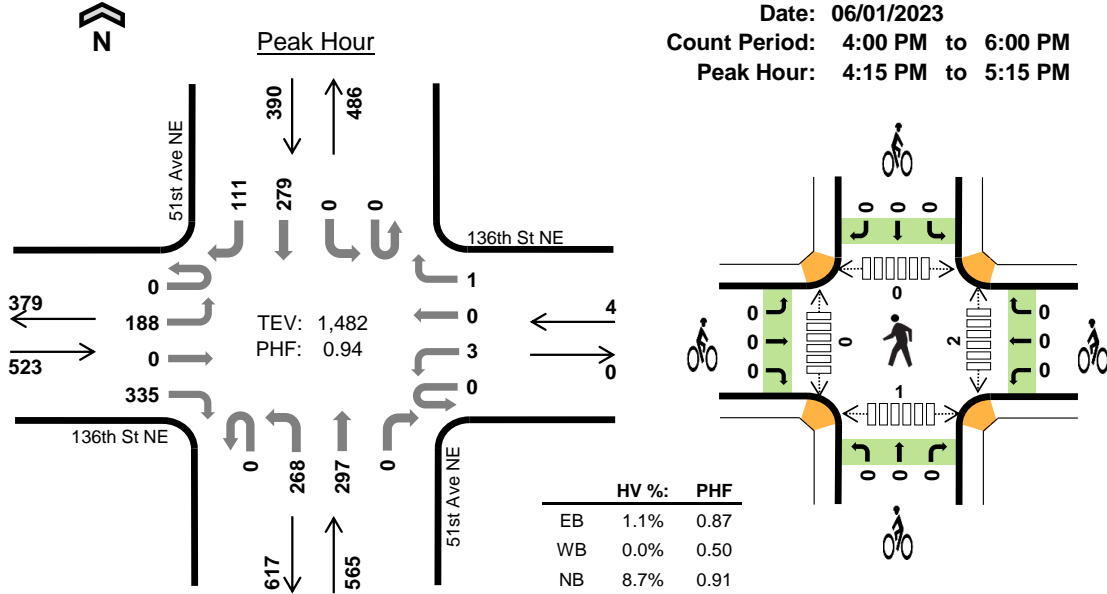 N
Peak Hour
Date: 06/01/2023
Count Period: 4:00 PM to 6:00 PM
Peak Hour: 4:15 PM to 5:15 PM
390
486
51st Ave NE
111
279
0
0
136th St NE
0
188
0
335
379
523
TEV: 1,482
PHF: 0.94
1
0
3
0
4
0
136th St NE
0
268
297
0
51st Ave NE
617
565
HV %: PHF
EB 1.1% 0.87
WB 0.0% 0.50
NB 8.7% 0.91
0 0 0
0
0
0
0
0
2
0
0
0
1
0 0 0